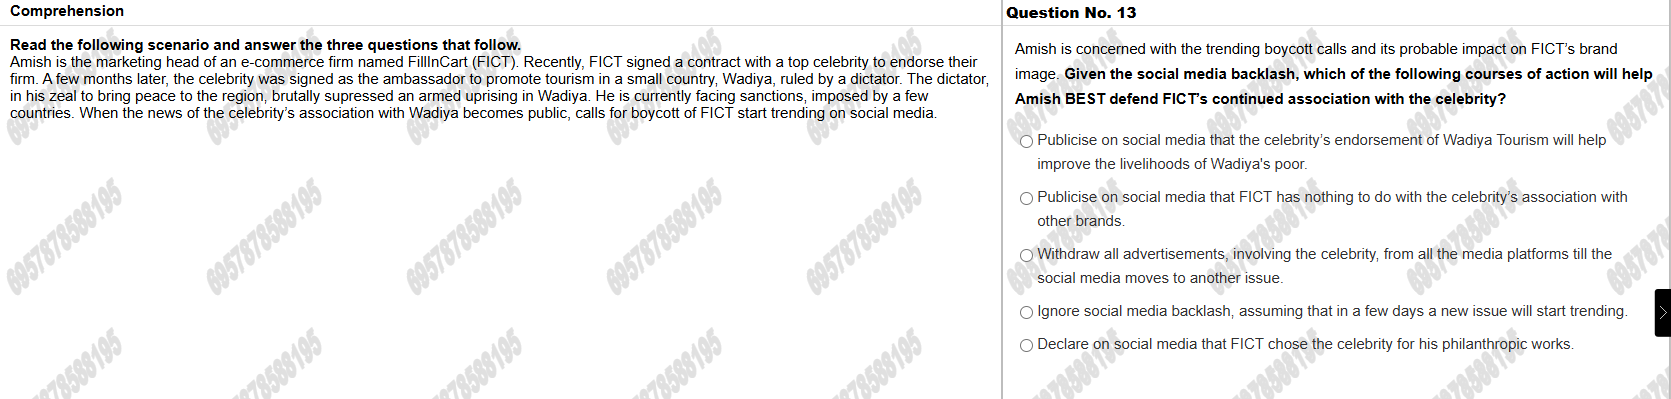 Comprehension
Read the following scenario and answer the three questions that follow.
Amish is the marketing head of an e-commerce firm named FillInCart (FICT). Recently, FICT signed a contract with a top celebrity to endorse their
firm. A few months later, the celebrity was signed as the ambassador to promote tourism in a small country, Wadiya, ruled by a dictator. The dictator,
in his zeal to bring peace to the region, brutally supressed an armed uprising in Wadiya. He is currently facing sanctions, imposed by a few
countries. When the news of the celebrity's association with Wadiya becomes public, calls for boycott of FICT start trending on social media.
Question No. 13
Amish is concerned with the trending boycott calls and its probable impact on FICT's brand
image. Given the social media backlash, which of the following courses of action will help
Amish BEST defend FICT's continued association with the celebrity?
Publicise on social media that the celebrity's endorsement of Wadiya Tourism will help
improve the livelihoods of Wadiya's poor.
Publicise on social media that FICT has nothing to do with the celebrity's association with
other brands.
Withdraw all advertisements, involving the celebrity, from all the media platforms till the
social media moves to another issue.
Ignore social media backlash, assuming that in a few days a new issue will start trending.
Declare on social media that FICT chose the celebrity for his philanthropic works.